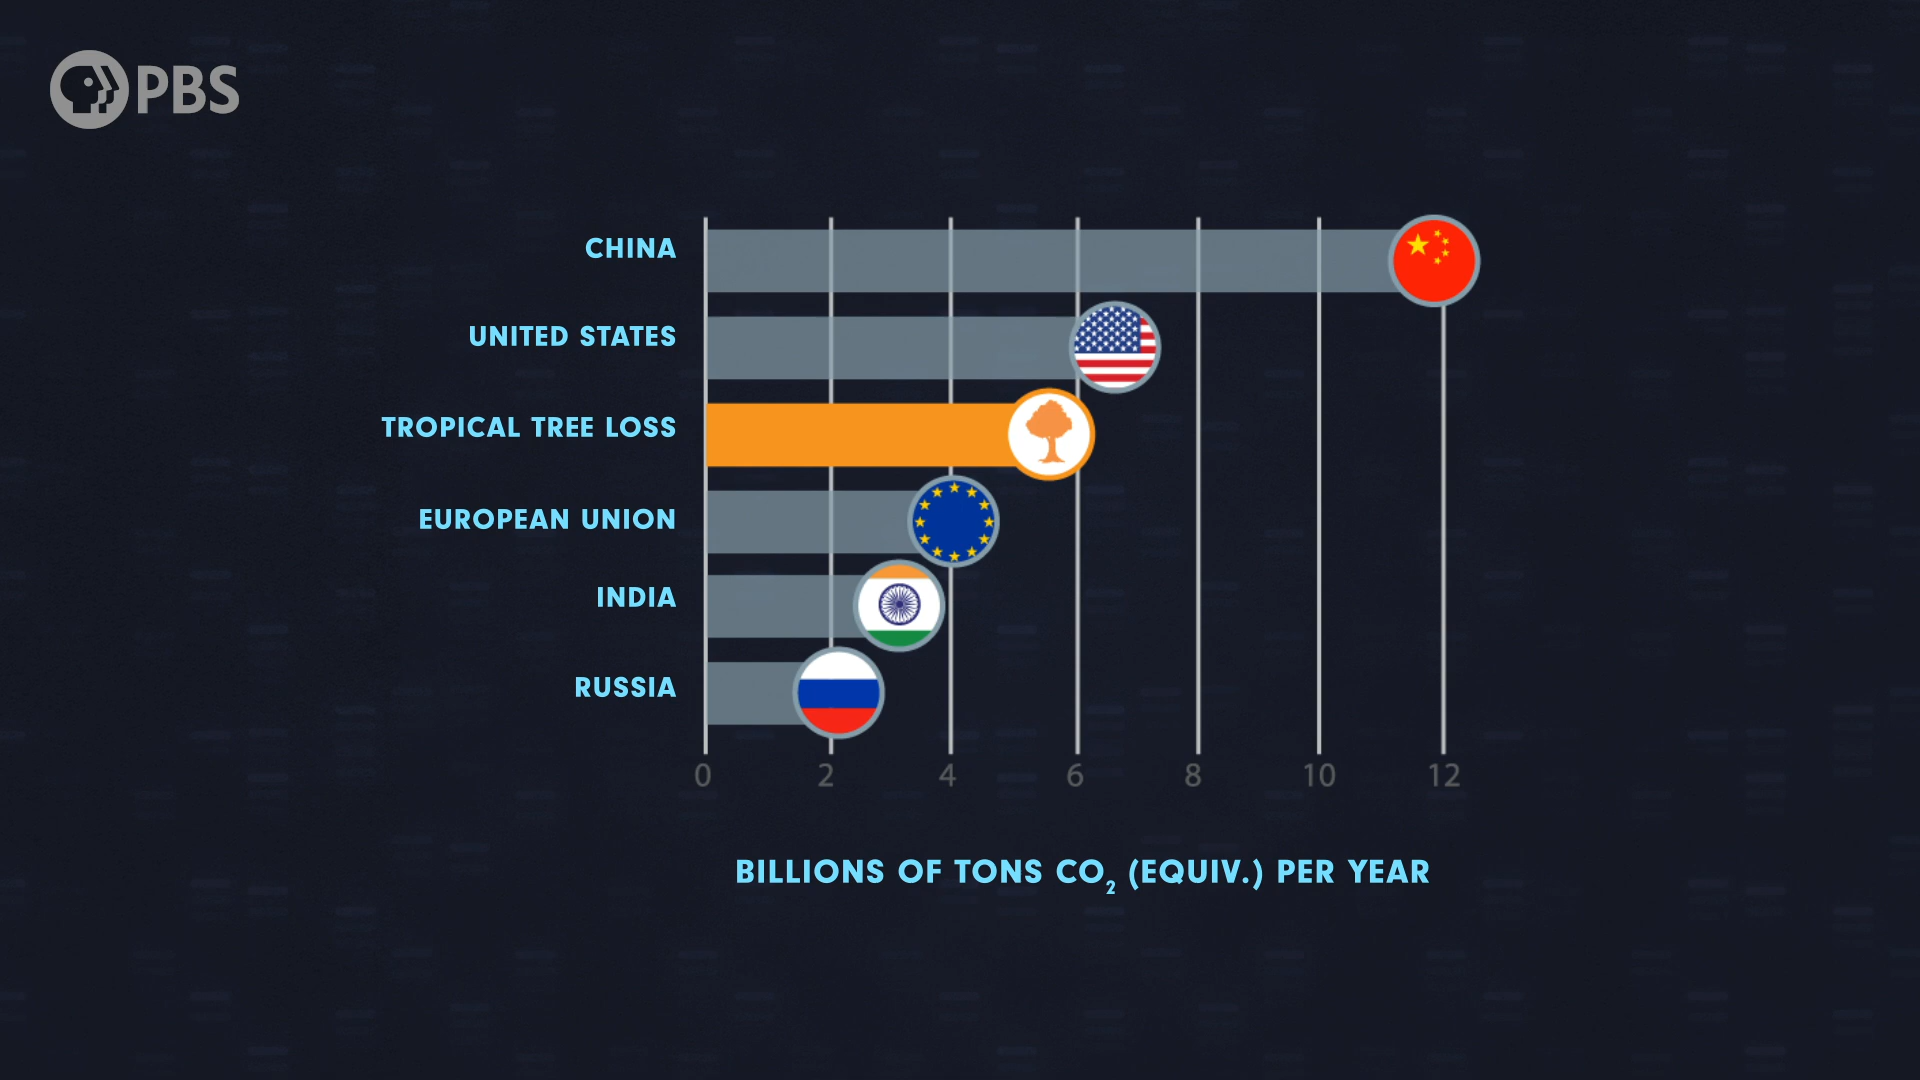 PBS
CHINA
UNITED STATES
TROPICAL TREE LOSS
EUROPEAN UNION
INDIA
RUSSIA
0 2 4 6 8 10 12
BILLIONS OF TONS CO₂ (EQUIV.) PER YEAR